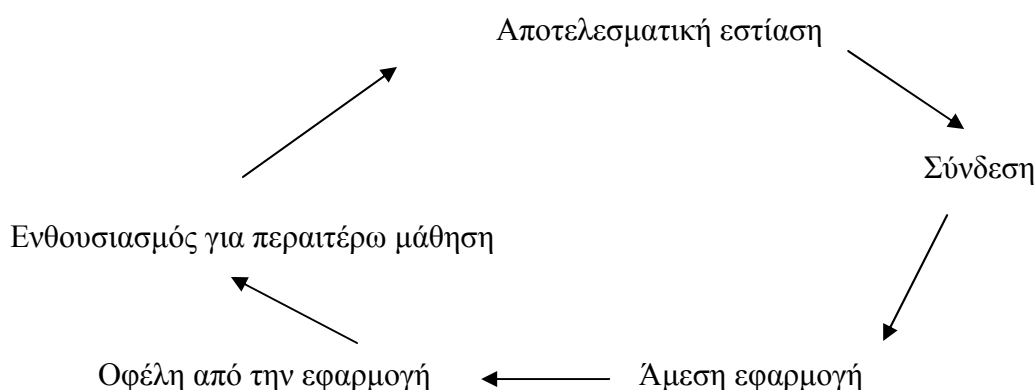 Αποτελεσματική εστίαση
Σύνδεση
Ενθουσιασμός για περαιτέρω μάθηση
Οφέλη από την εφαρμογή
Άμεση εφαρμογή